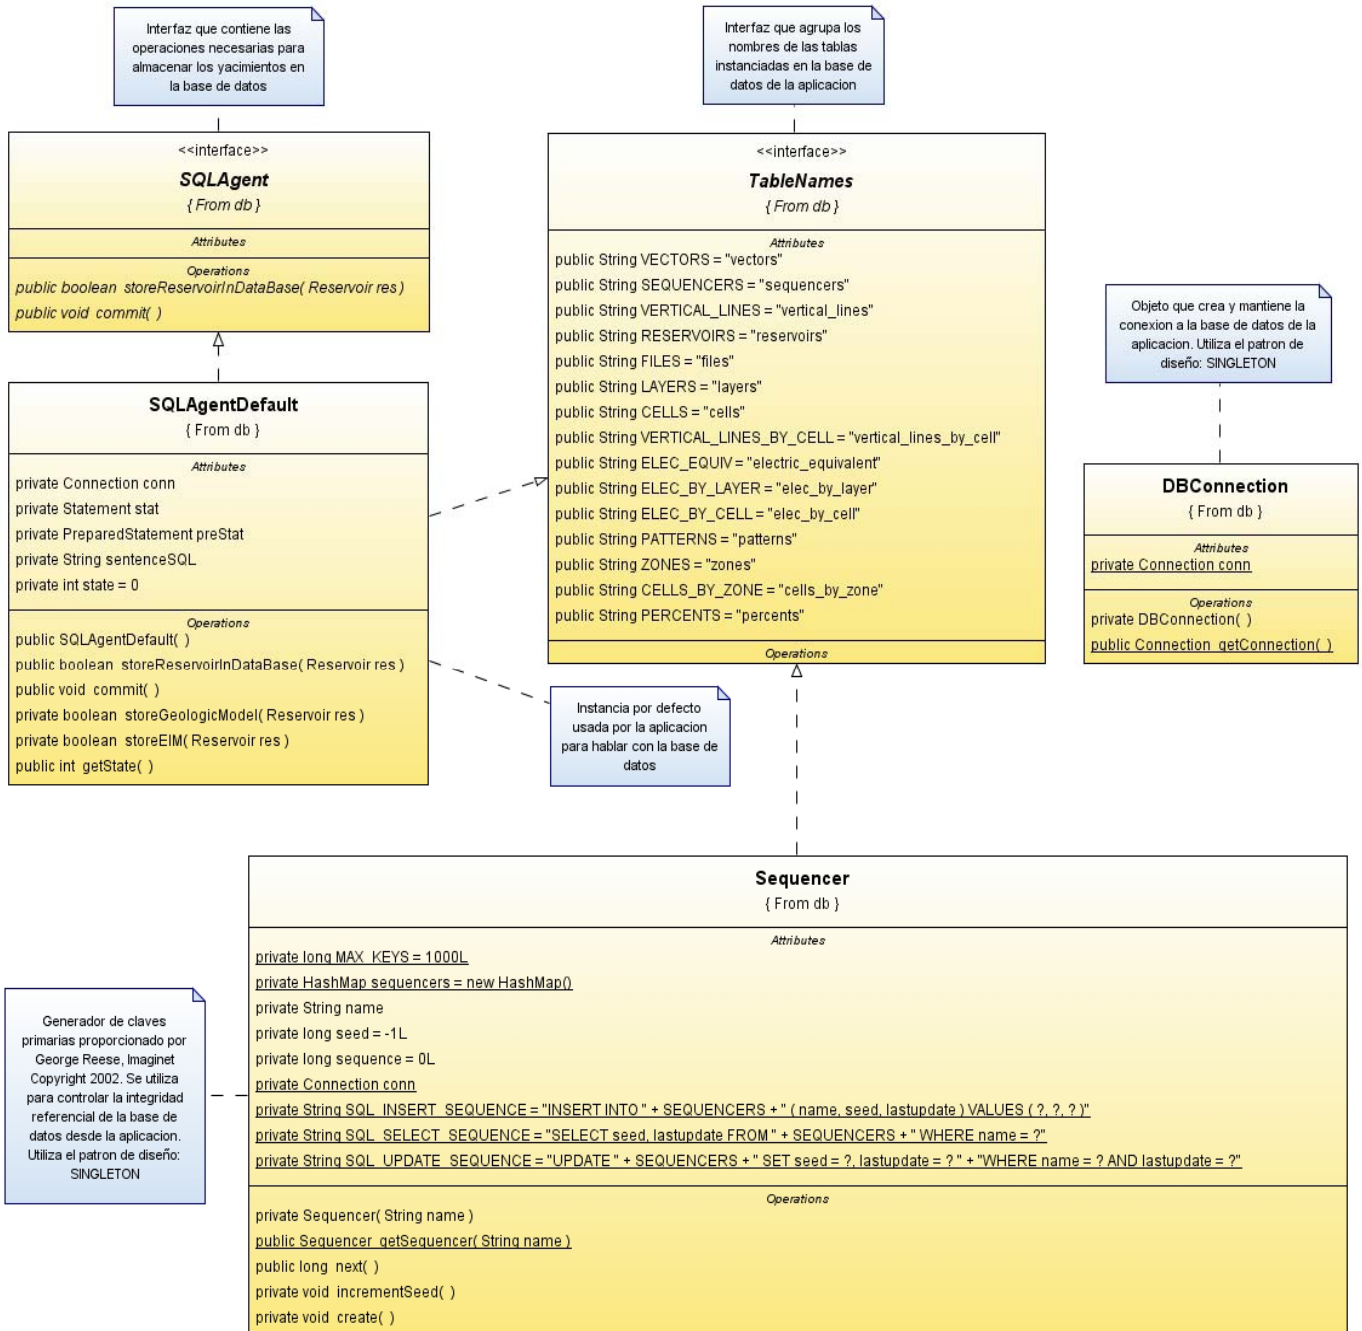 Interfaz que contiene las
operaciones necesarias para
almacenar los yacimientos en
la base de datos
Interfaz que agrupa los
nombres de las tablas
instanciadas en la base de
datos de la aplicacion
<<interface>>
SQLAgent
{ From db }
Attributes
Operations
public boolean storeReservoirInDataBase( Reservoir res )
public void commit( )
<<interface>>
TableNames
{ From db }
Attributes
public String VECTORS = "vectors"
public String SEQUENCERS = "sequencers"
public String VERTICAL_LINES = "vertical_lines"
public String RESERVOIRS = "reservoirs"
public String FILES = "files"
public String LAYERS = "layers"
public String CELLS = "cells"
public String VERTICAL_LINES_BY_CELL = "vertical_lines_by_cell"
public String ELEC_EQUIV = "electric_equivalent"
public String ELEC_BY_LAYER = "elec_by_layer"
public String ELEC_BY_CELL = "elec_by_cell"
public String PATTERNS = "patterns"
public String ZONES = "zones"
public String CELLS_BY_ZONE = "cells_by_zone"
public String PERCENTS = "percents"
Operations
Objeto que crea y mantiene la
conexion a la base de datos de la
aplicacion. Utiliza el patron de
diseño: SINGLETON
DBConnection
{ From db }
Attributes
private Connection conn
Operations
private DBConnection( )
public Connection getConnection( )
SQLAgentDefault
{ From db }
Attributes
private Connection conn
private Statement stat
private PreparedStatement preStat
private String sentenceSQL
private int state = 0
Operations
public SQLAgentDefault( )
public boolean storeReservoirInDataBase( Reservoir res )
public void commit( )
private boolean storeGeologicModel( Reservoir res )
private boolean storeEIM( Reservoir res )
public int getState( )
Instancia por defecto
usada por la aplicacion
para hablar con la base de
datos
Sequencer
{ From db }
Attributes
private long MAX_KEYS = 1000L
private HashMap sequencers = new HashMap()
private String name
private long seed = -1L
private long sequence = 0L
private Connection conn
private String SQL_INSERT_SEQUENCE = "INSERT INTO " + SEQUENCERS + " ( name, seed, lastupdate ) VALUES ( ?, ?, ? )"
private String SQL_SELECT_SEQUENCE = "SELECT seed, lastupdate FROM " + SEQUENCERS + " WHERE name = ?"
private String SQL_UPDATE_SEQUENCE = "UPDATE " + SEQUENCERS + " SET seed = ?, lastupdate = ? " + "WHERE name = ? AND lastupdate = ?"
Operations
private Sequencer( String name )
public Sequencer getSequencer( String name )
public long next( )
private void incrementSeed( )
private void create( )
Generador de claves
primarias proporcionado por
George Reese, Imaginet
Copyright 2002. Se utiliza
para controlar la integridad
referencial de la base de
datos desde la aplicacion.
Utiliza el patron de diseño:
SINGLETON